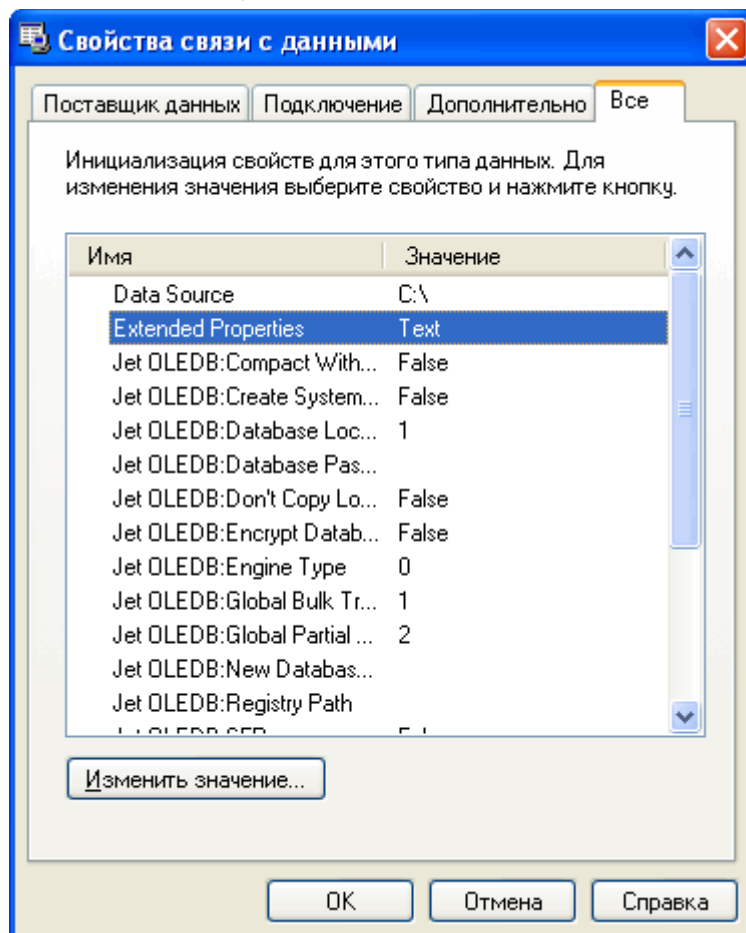 Свойства связи с данными
Поставщик данных Подключение Дополнительно Все
Инициализация свойств для этого типа данных. Для
изменения значения выберите свойство и нажмите кнопку.
Имя Значение
Data Source C:\
Extended Properties Text
Jet OLEDB:Compact With... False
Jet OLEDB:Create System... False
Jet OLEDB:Database Loc... 1
Jet OLEDB:Database Pas...
Jet OLEDB:Don't Copy Lo... False
Jet OLEDB:Encrypt Datab... False
Jet OLEDB:Engine Type 0
Jet OLEDB:Global Bulk Tr... 1
Jet OLEDB:Global Partial ... 2
Jet OLEDB:New Databas...
Jet OLEDB:Registry Path
Изменить значение...
OK Отмена Справка